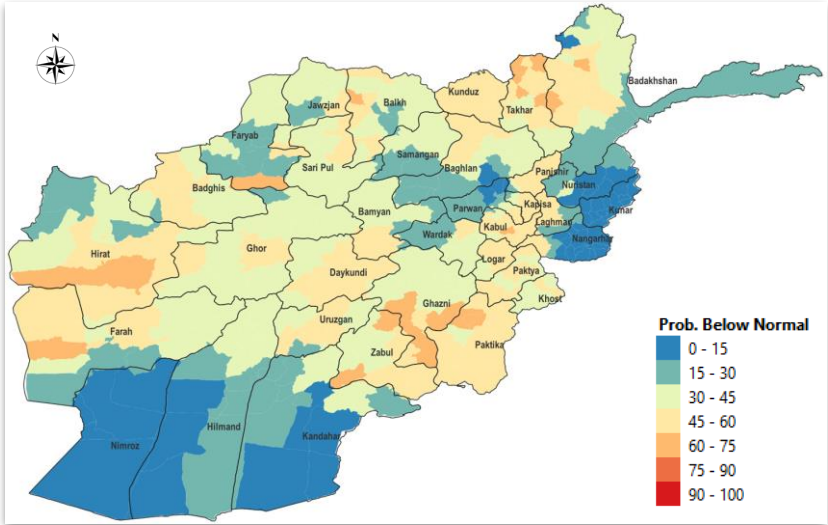 N
Badakhshan
Kunduz
Takhar
Jawzjan
Balkh
Faryab
Samangan
Baghlan
Sari Pul
Panjshir
Nuristan
Badghis
Bamyan
Parwan
Kapisa
Kunar
Laghman
Kabul
Wardak
Nangarhar
Hirat
Ghor
Logar
Daykundi
Paktya
Ghazni
Khost
Uruzgan
Farah
Zabul
Paktika
Hilmand
Kandahar
Nimroz
Prob. Below Normal
0 - 15
15 - 30
30 - 45
45 - 60
60 - 75
75 - 90
90 - 100